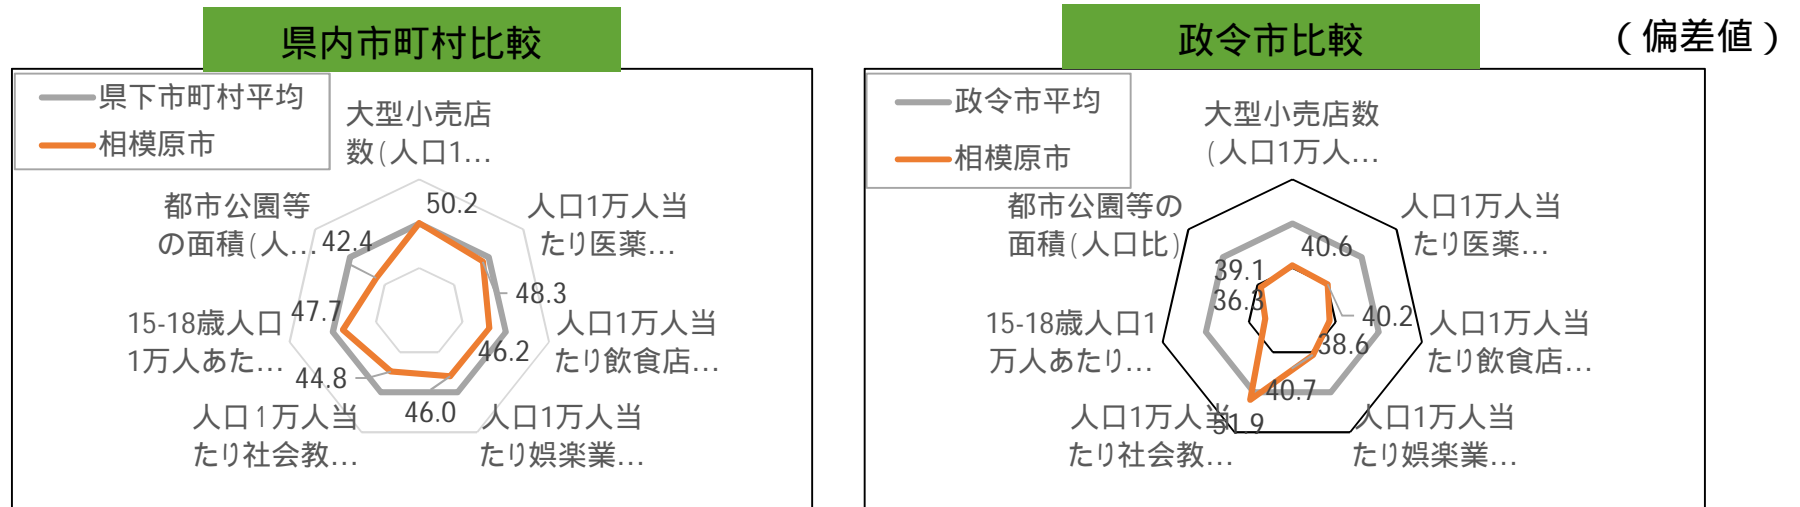 県内市町村比較
政令市比較
（偏差値）
県下市町村平均
相模原市
大型小売店
数(人口1…
人口1万人当
たり医薬…
人口1万人当
たり飲食店…
人口1万人当
たり娯楽業…
人口1万人当
たり社会教…
15-18歳人口
1万人あた…
都市公園等
の面積(人…
50.2
48.3
46.2
46.0
44.8
47.7
42.4
政令市平均
相模原市
大型小売店数
(人口1万人…
人口1万人当
たり医薬…
人口1万人当
たり飲食店…
人口1万人当
たり娯楽業…
人口1万人当
たり社会教…
15-18歳人口1
万人あたり…
都市公園等の
面積(人口比)
40.6
40.2
38.6
40.7
51.9
36.3
39.1